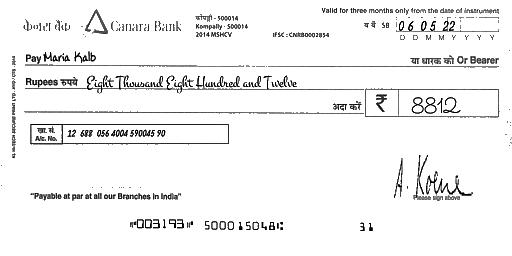 Valid for three months only from the date of instrument
केनरा बैंक Canara Bank
कोंपल्ली - 500014
Kompally - 500014
2014 MSHCV
IFSC : CNRB0002854
SB 06 05 22
D D M M Y Y Y Y
Pay Maria Kalb या धारक को Or Bearer
Rupees रुपये Eight Thousand Eight Hundred and Twelve
अदा करें ₹ 8812
खा. सं.
A/c. No. 12 688 056 4004 590045 90
A. Koene
Please sign above
"Payable at par at all our Branches in India"
⑈003193⑈ 500015048⑆ 31